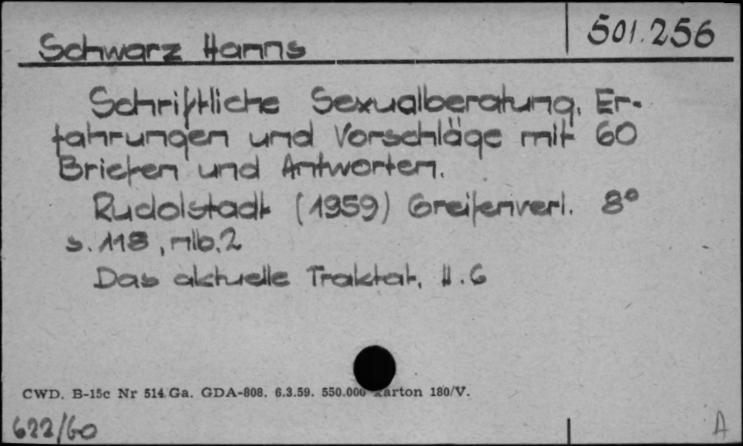 501.256
Schwarz Hanns
Schriftliche Sexualberatung. Er-
fahrungen und Vorschläge mit 60
Briefen und Antworten.
Rudolstadt (1959) Greifenverl. 8°
s. 118, nlb. 2
Das aktuelle Traktat. H. 6
CWD. B-15c Nr 514 Ga. GDA-808. 6.3.59. 550.000 Karton 180/V.
622/60 A